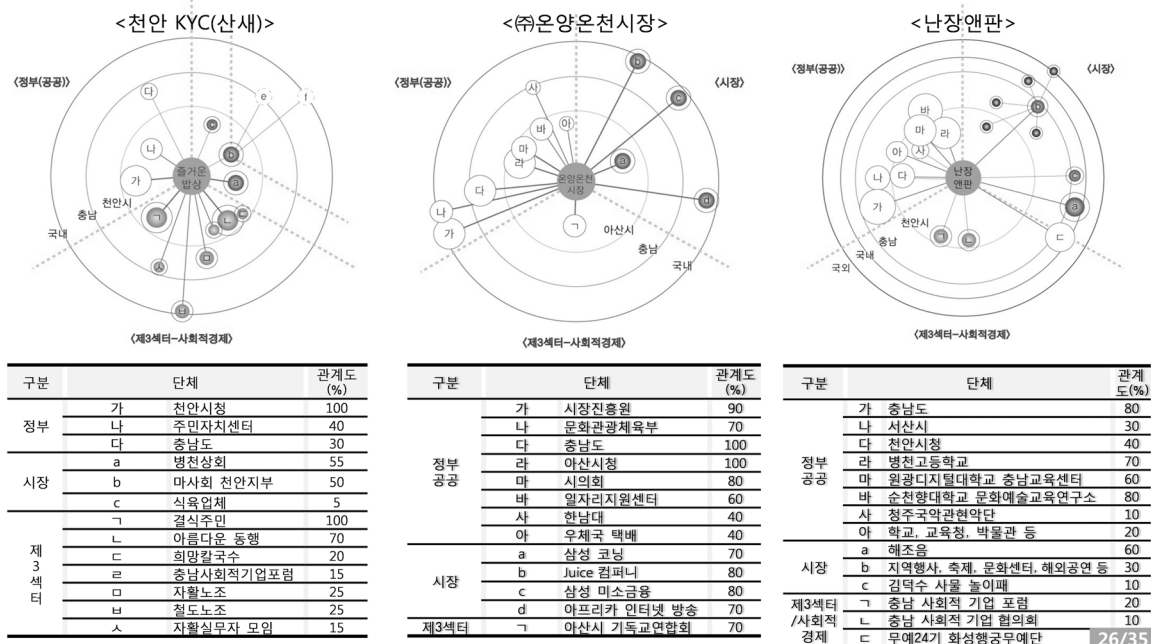 <천안 KYC(산새)>
<정부(공공)>
다
e
f
c
나
b
즐거운
밥상
가
a
천안시
ㄱ
ㄴ
ㄷ
충남
ㄹ
국내
ㅁ
ㅅ
ㅂ
<제3섹터-사회적경제>
구분 단체 관계도
(%)
정부
가 천안시청 100
나 주민자치센터 40
다 충남도 30
시장
a 병천상회 55
b 마사회 천안지부 50
c 식육업체 5
제
3
섹
터
ㄱ 결식주민 100
ㄴ 아름다운 동행 70
ㄷ 희망칼국수 20
ㄹ 충남사회적기업포럼 15
ㅁ 자활노조 25
ㅂ 철도노조 25
ㅅ 자활실무자 모임 15
<㈜온양온천시장>
<정부(공공)>
<시장>
b
사
c
바
아
마
라
a
온양온천
시장
다
d
나
가
ㄱ
아산시
충남
국내
<제3섹터-사회적경제>
구분 단체 관계도
(%)
정부
공공
가 시장진흥원 90
나 문화관광체육부 70
다 충남도 100
라 아산시청 100
마 시의회 80
바 일자리지원센터 60
사 한남대 40
아 우체국 택배 40
시장
a 삼성 코닝 70
b Juice 컴퍼니 80
c 삼성 미소금융 80
d 아프리카 인터넷 방송 70
제3섹터 ㄱ 아산시 기독교연합회 70
<난장앤판>
<정부(공공)>
<시장>
바
b
마
라
아
사
난장
앤판
나
다
c
가
a
천안시
ㄱ
ㄴ
ㄷ
충남
국내
국외
<제3섹터-사회적경제>
구분 단체 관계
도(%)
정부
공공
가 충남도 80
나 서산시 30
다 천안시청 40
라 병천고등학교 70
마 원광디지털대학교 충남교육센터 60
바 순천향대학교 문화예술교육연구소 80
사 청주국악관현악단 10
아 학교, 교육청, 박물관 등 20
시장
a 해조음 60
b 지역행사, 축제, 문화센터, 해외공연 등 30
c 김덕수 사물 놀이패 10
제3섹터
/사회적
경제
ㄱ 충남 사회적 기업 포럼 20
ㄴ 충남 사회적 기업 협의회 10
ㄷ 무예24기 화성행궁무예단
26/35